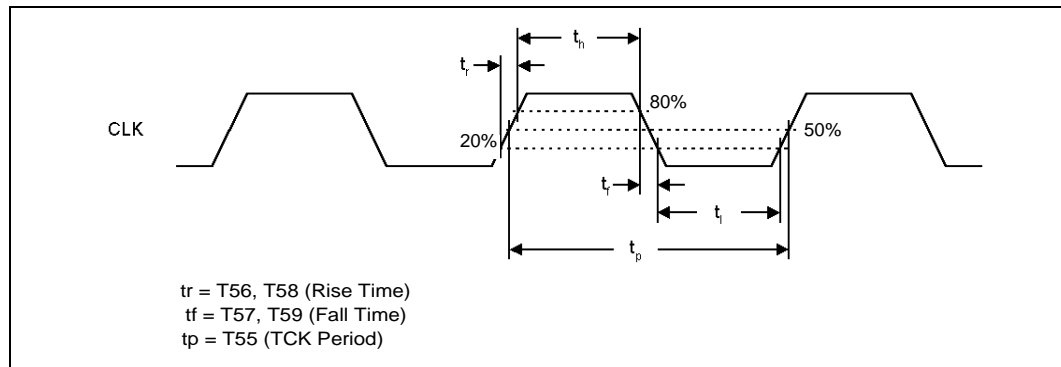 th
tr
80%
CLK
50%
20%
tf
tl
tp
tr = T56, T58 (Rise Time)
tf = T57, T59 (Fall Time)
tp = T55 (TCK Period)